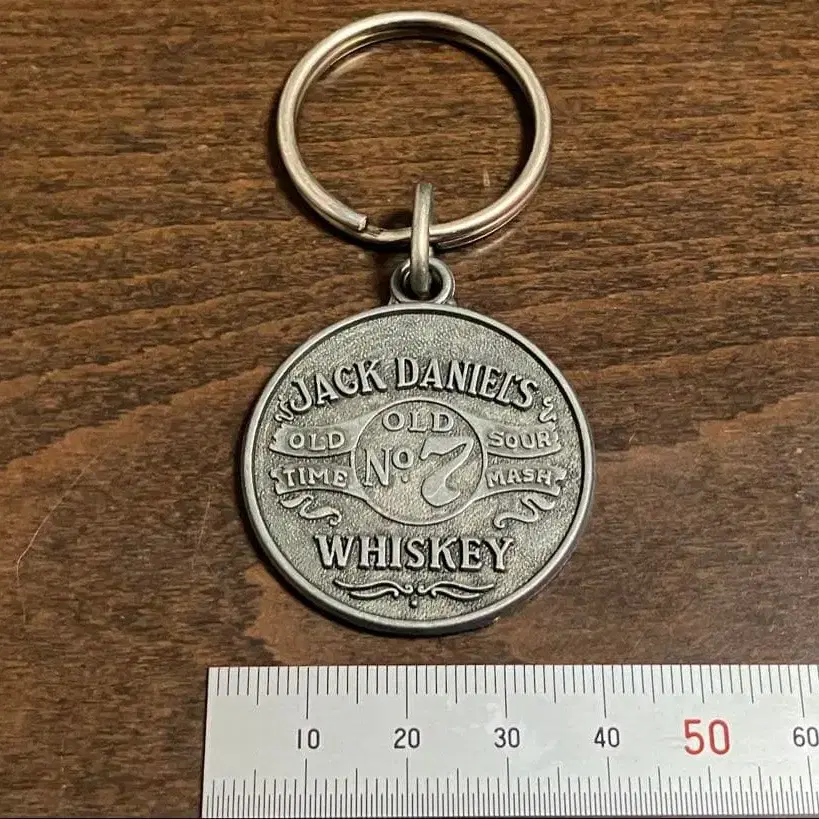 JACK DANIEL'S
OLD
OLD TIME
No. 7
SOUR MASH
WHISKEY
10 20 30 40 50 60